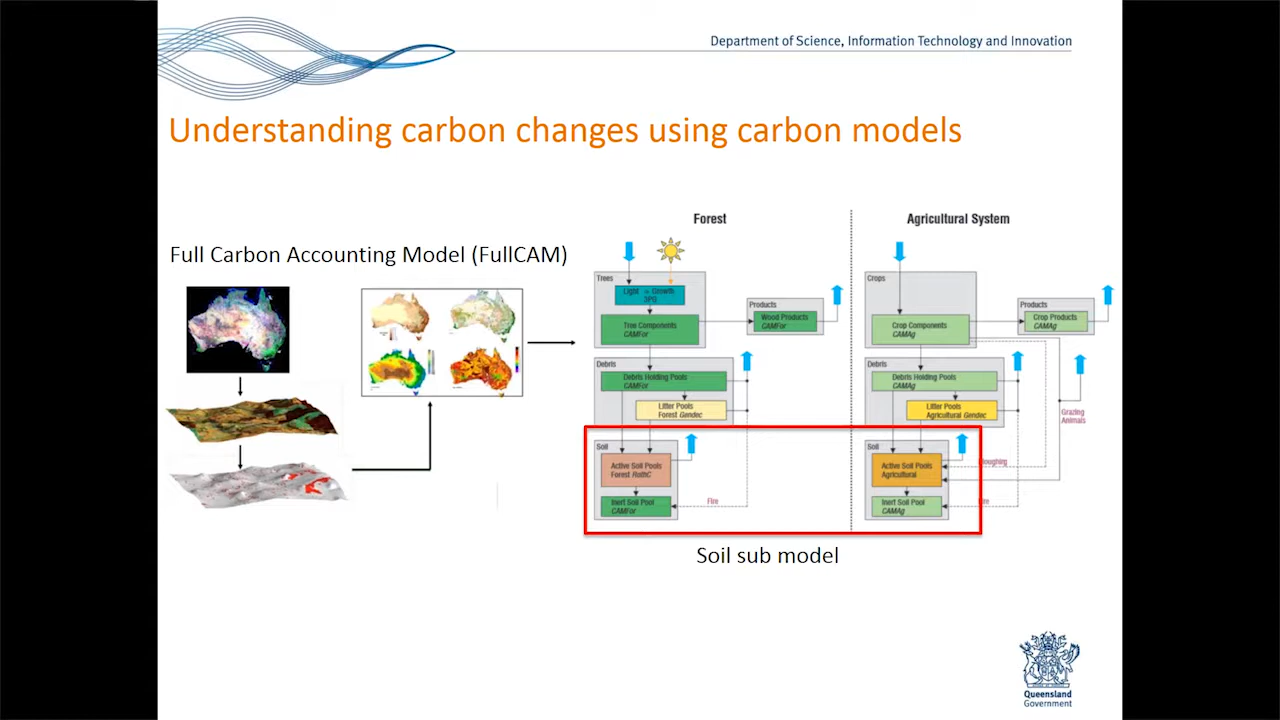 Department of Science, Information Technology and Innovation
Understanding carbon changes using carbon models
Full Carbon Accounting Model (FullCAM)
Forest
Trees
Light → Growth
3PG
Tree Components
CAMFor
Products
Wood Products
CAMFor
Debris
Debris Holding Pools
CAMFor
Litter Pools
Forest Gendec
Soil
Active Soil Pools
Forest RothC
Inert Soil Pool
CAMFor
Fire
Agricultural System
Crops
Crop Components
CAMAg
Products
Crop Products
CAMAg
Debris
Debris Holding Pools
CAMAg
Litter Pools
Agricultural Gendec
Grazing
Animals
Soil
Active Soil Pools
Agricultural
Inert Soil Pool
CAMAg
Soil sub model
Queensland
Government